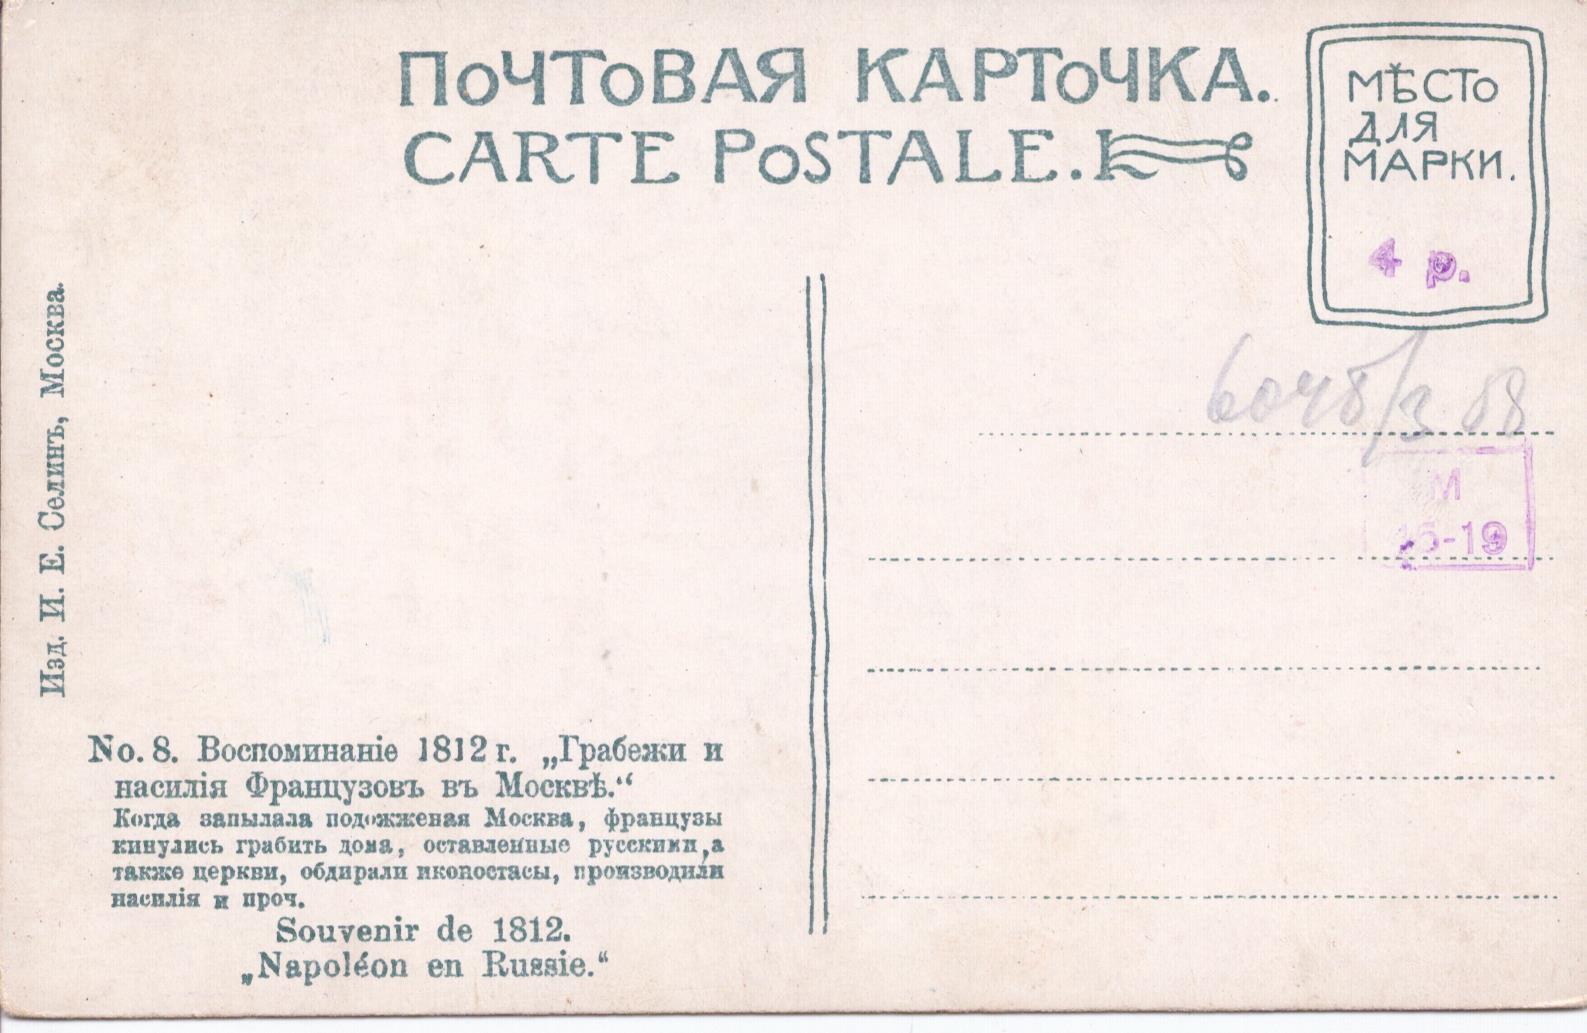 Почтовая карточка.
CARTE POSTALE.
МѢСТО
ДЛЯ
МАРКИ.
4 р.
М
-19
Изд. И. Е. Селинъ, Москва.
No. 8. Воспоминаніе 1812 г. „Грабежи и
насилія Французовъ въ Москвѣ.“
Когда запылала подожженая Москва, французы
кинулись грабить дома, оставленные русскими, а
также церкви, обдирали иконостасы, производили
насилія и проч.
Souvenir de 1812.
„Napoléon en Russie.“